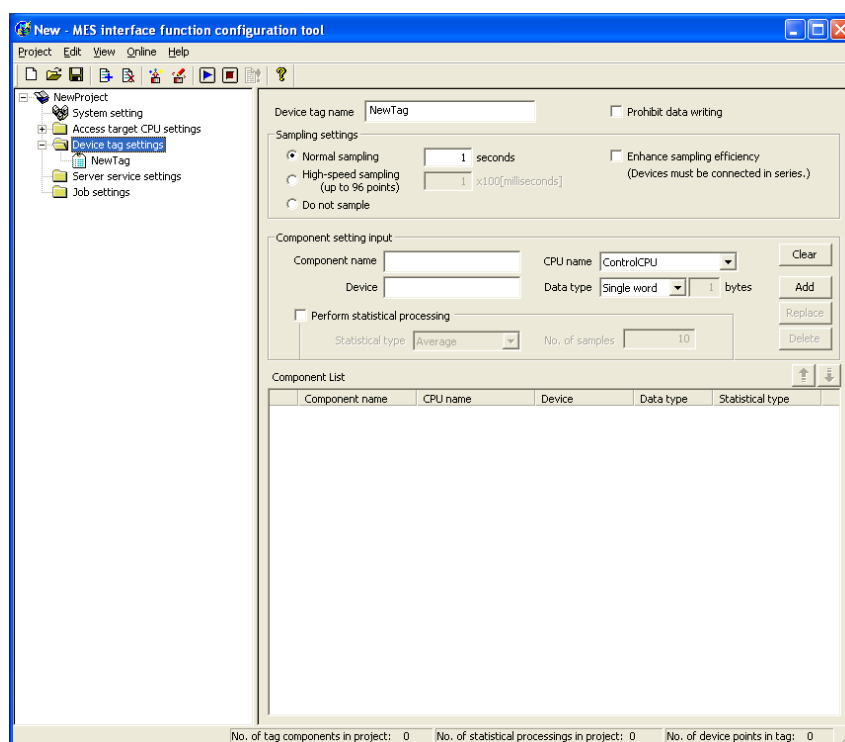 New - MES interface function configuration tool
Project Edit View Online Help
NewProject
System setting
Access target CPU settings
Device tag settings
NewTag
Server service settings
Job settings
Device tag name NewTag Prohibit data writing
Sampling settings
Normal sampling 1 seconds Enhance sampling efficiency
(Devices must be connected in series.)
High-speed sampling
(up to 96 points) 1 x100[milliseconds]
Do not sample
Component setting input
Component name CPU name ControlCPU Clear
Device Data type Single word 1 bytes Add
Perform statistical processing Replace
Statistical type Average No. of samples 10 Delete
Component List
Component name CPU name Device Data type Statistical type
No. of tag components in project: 0 No. of statistical processings in project: 0 No. of device points in tag: 0